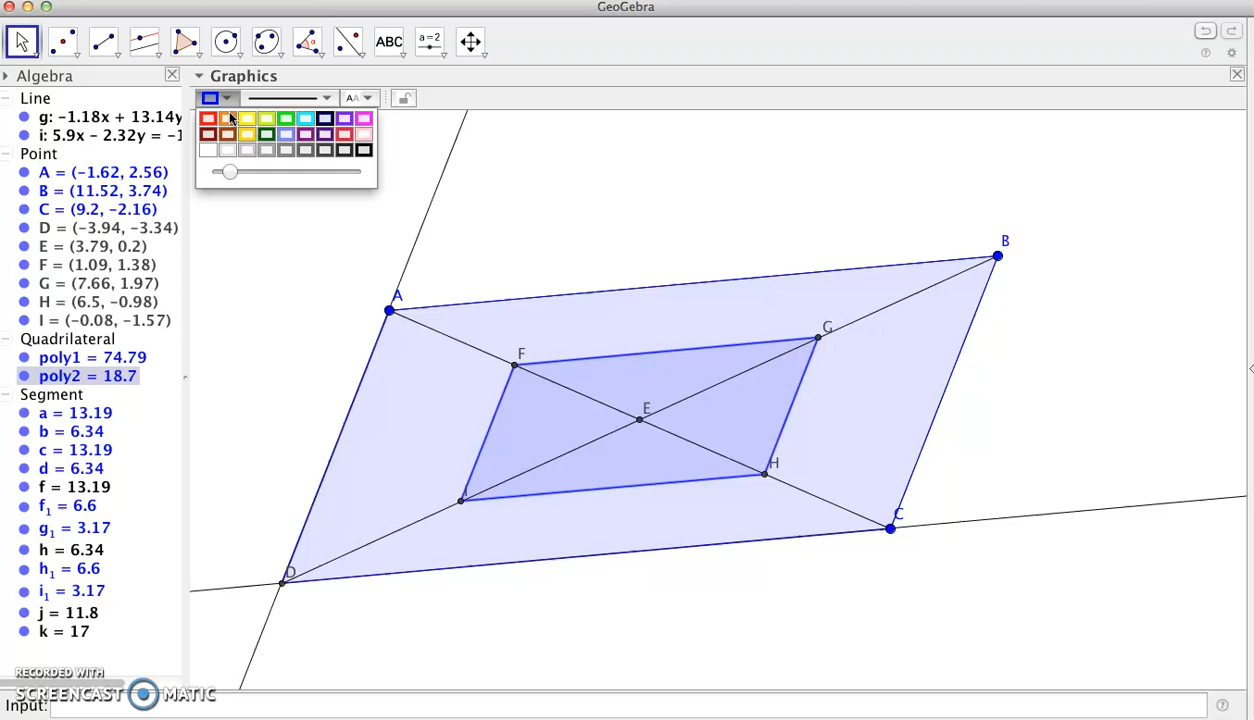 GeoGebra
ABC
a=2
Algebra
Graphics
AA
Line
g: -1.18x + 13.14y
i: 5.9x - 2.32y = -1
Point
A = (-1.62, 2.56)
B = (11.52, 3.74)
C = (9.2, -2.16)
D = (-3.94, -3.34)
E = (3.79, 0.2)
F = (1.09, 1.38)
G = (7.66, 1.97)
H = (6.5, -0.98)
I = (-0.08, -1.57)
Quadrilateral
poly1 = 74.79
poly2 = 18.7
Segment
a = 13.19
b = 6.34
c = 13.19
d = 6.34
f = 13.19
f₁ = 6.6
g₁ = 3.17
h = 6.34
h₁ = 6.6
i₁ = 3.17
j = 11.8
k = 17
B
A
G
F
E
H
I
C
D
RECORDED WITH
SCREENCAST MATIC
Input: